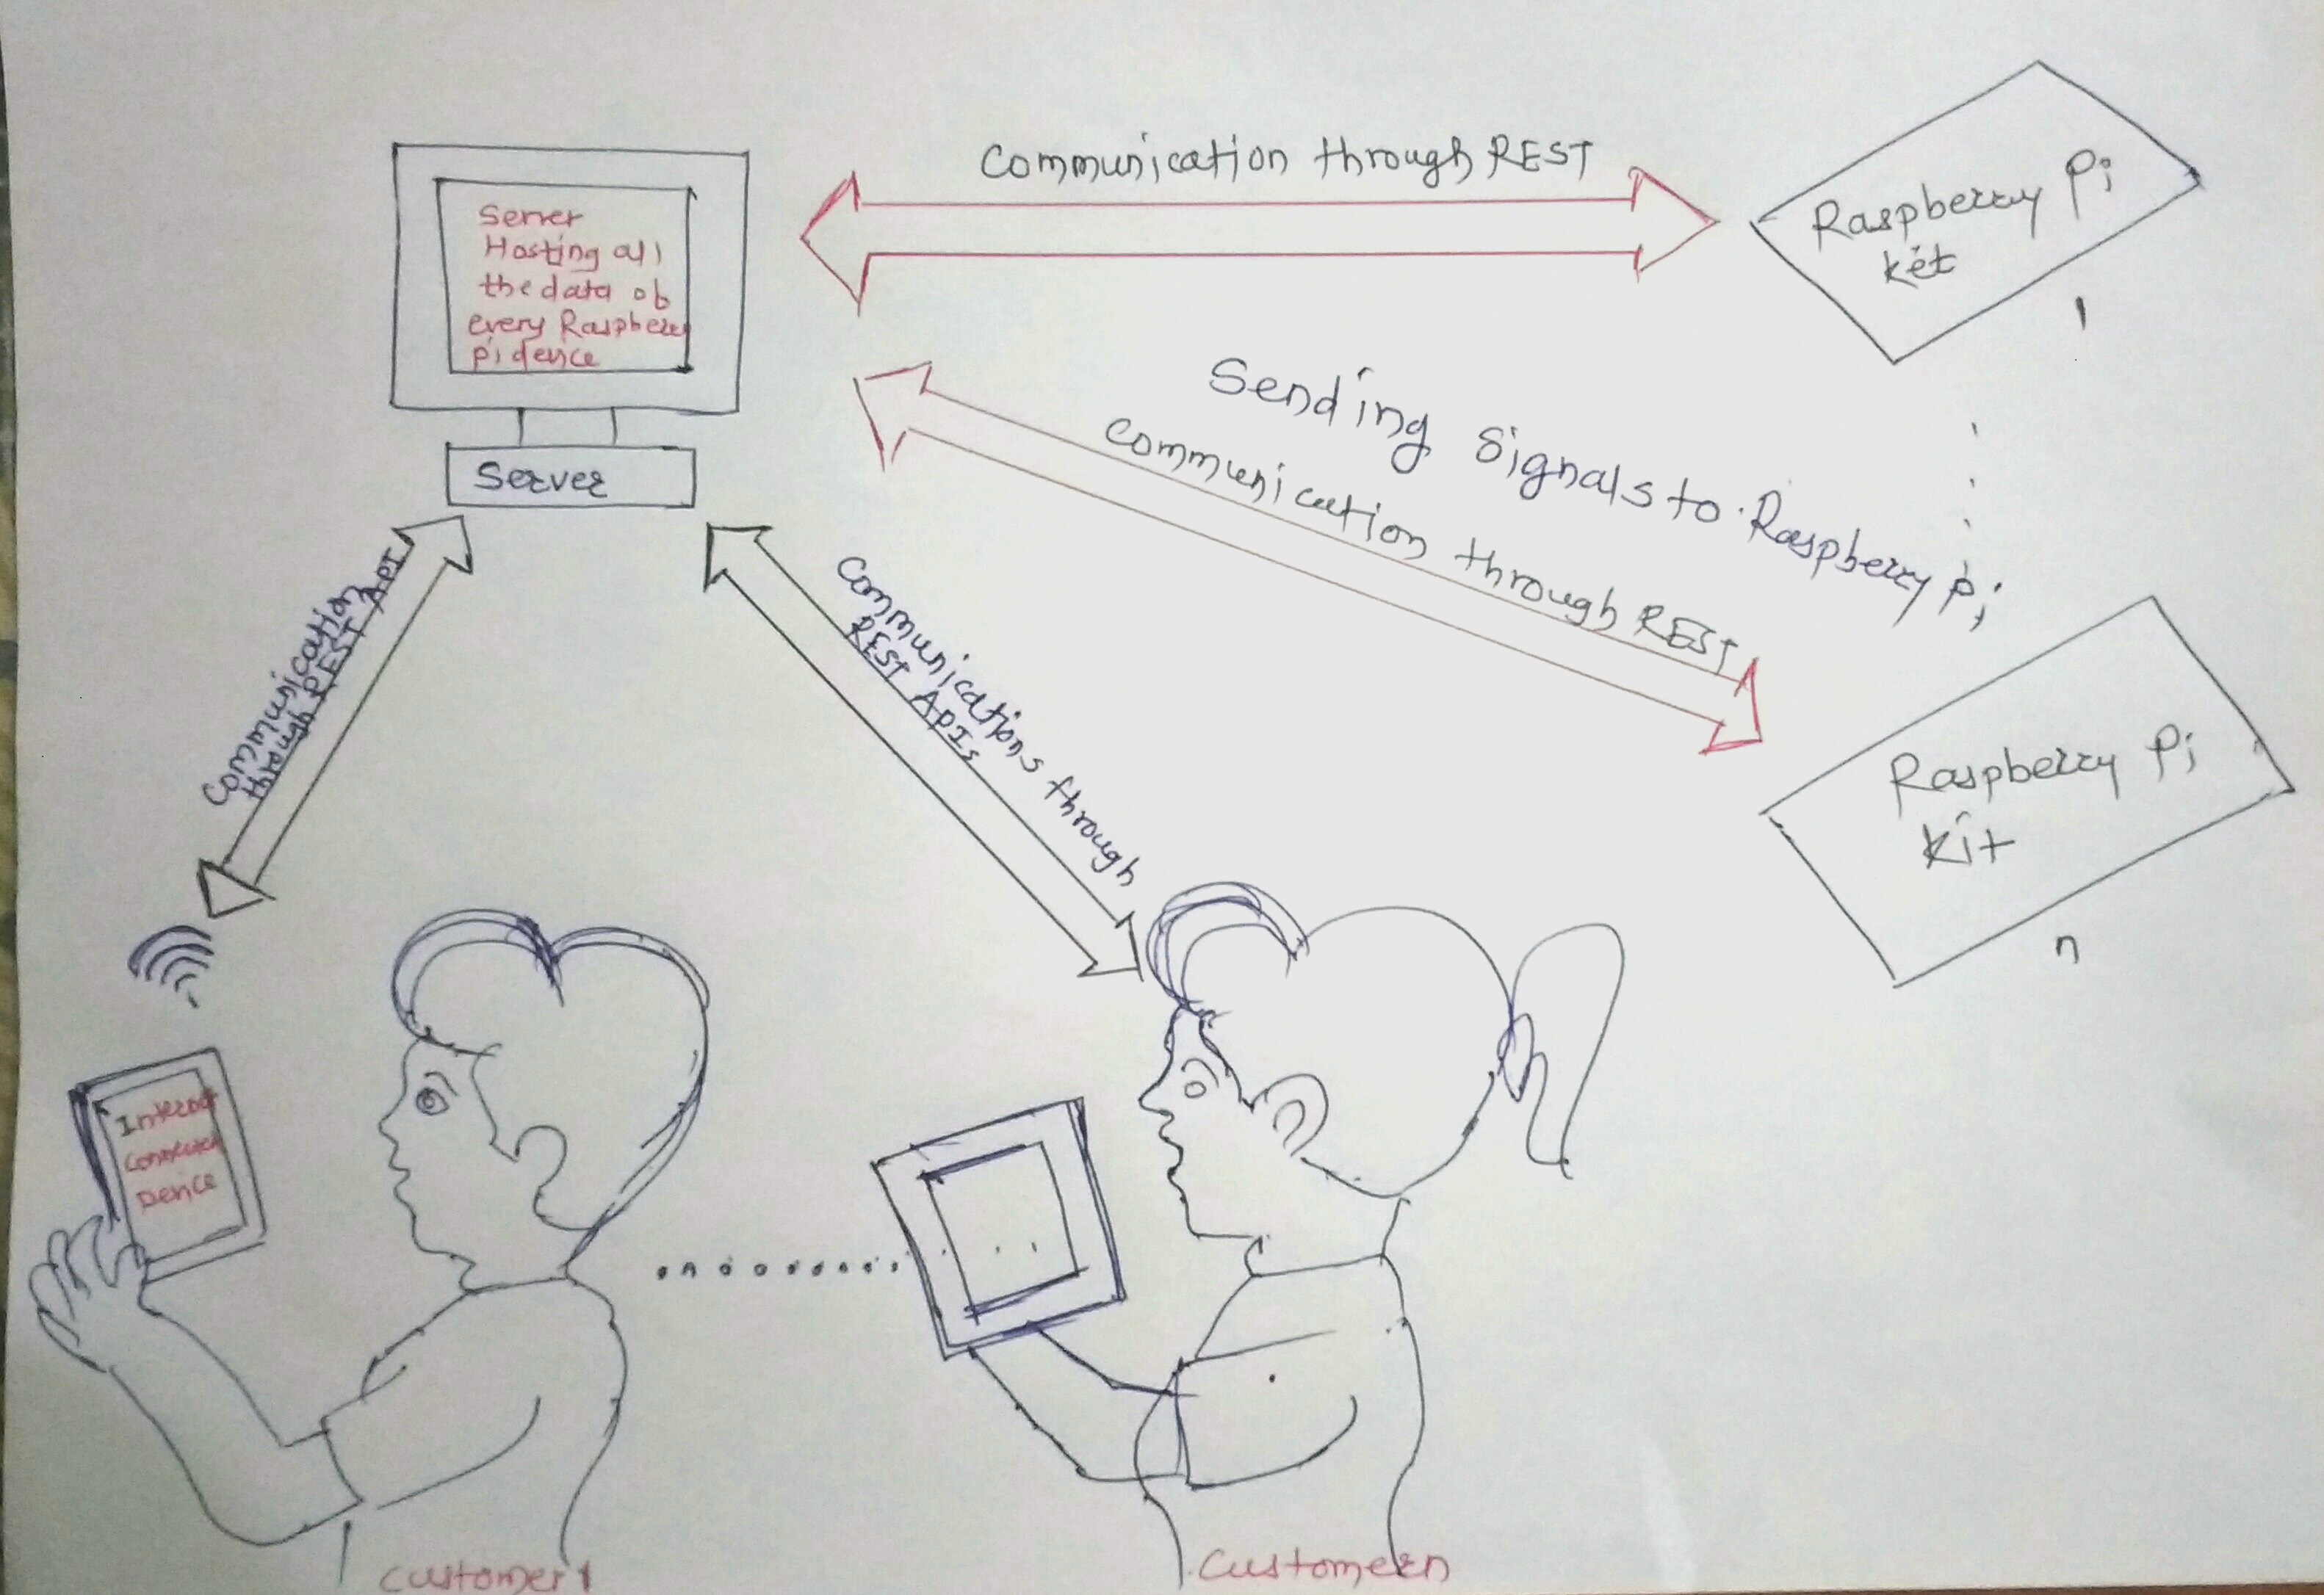 Communication through REST
Raspberry Pi
kit
1
Server
Hosting all
the data of
every Raspberry
pi device
Server
Sending Signals to Raspberry Pi
Communication through REST
Communication
through REST API
Communications through
REST APIs
Raspberry Pi
Kit
n
Internet
Connected
Device
Customer 1
Customer n